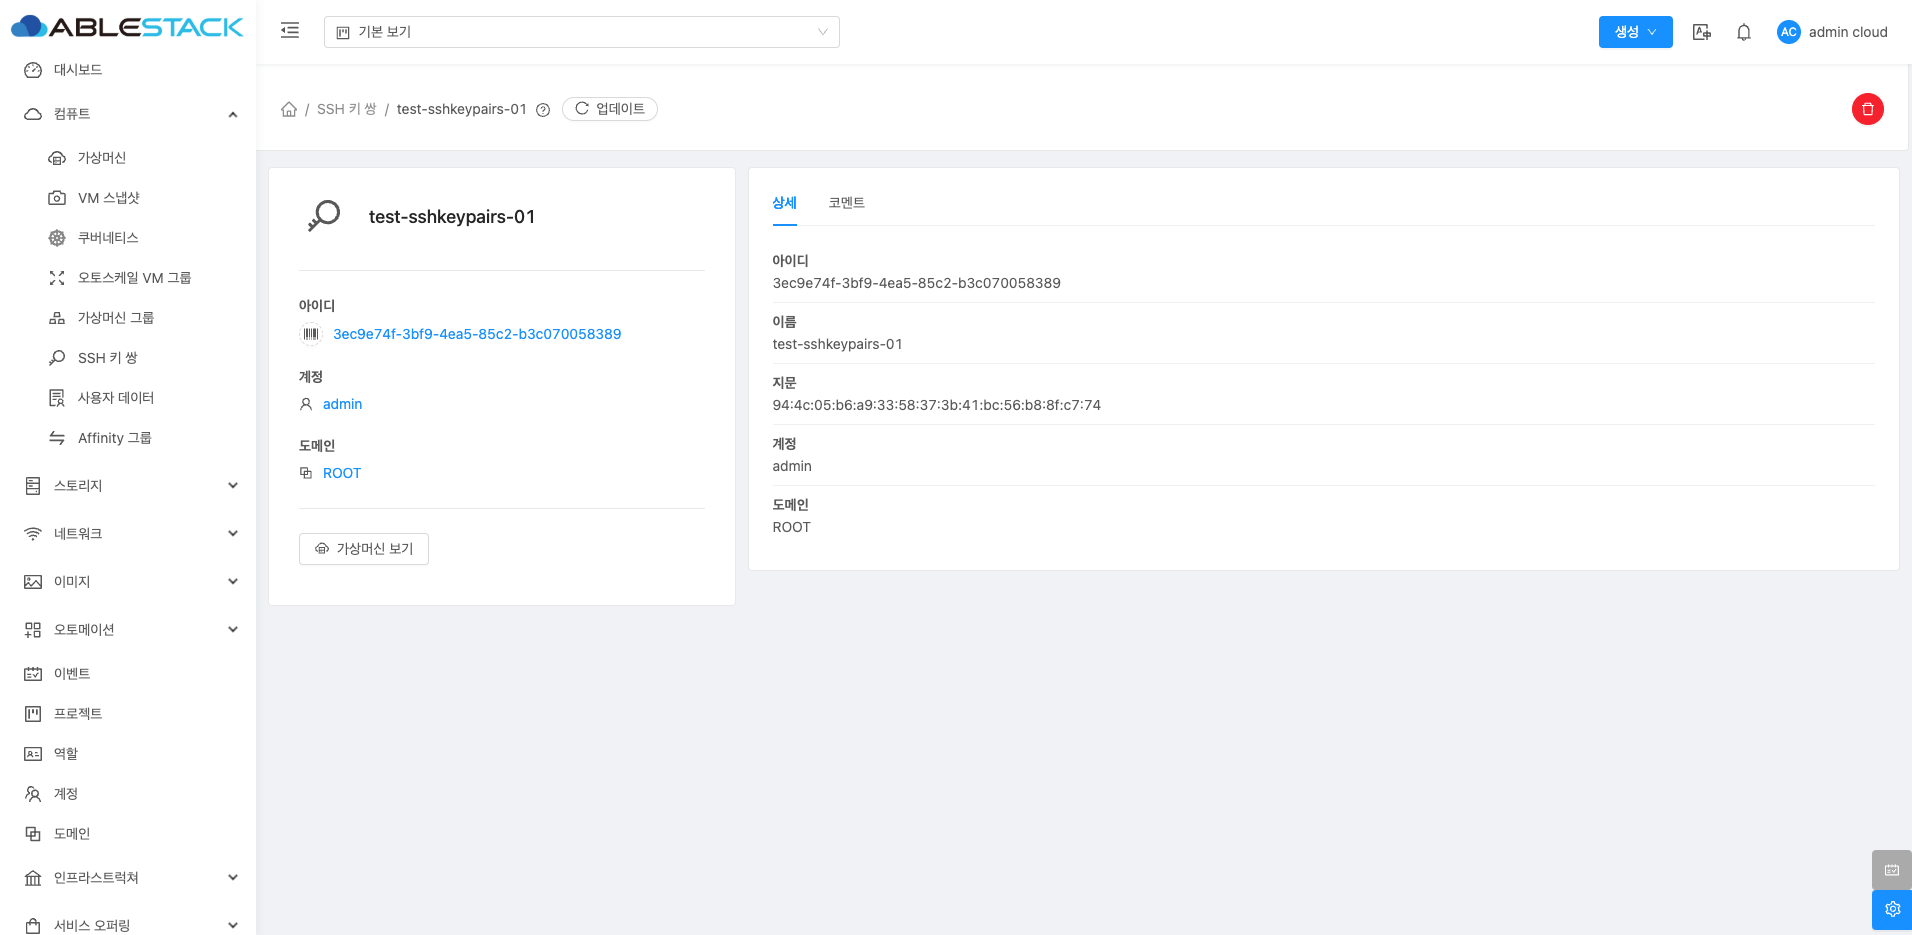 ABLESTACK
대시보드
컴퓨트
가상머신
VM 스냅샷
쿠버네티스
오토스케일 VM 그룹
가상머신 그룹
SSH 키 쌍
사용자 데이터
Affinity 그룹
스토리지
네트워크
이미지
오토메이션
이벤트
프로젝트
역할
계정
도메인
인프라스트럭쳐
서비스 오퍼링
기본 보기
생성
AC admin cloud
/ SSH 키 쌍 / test-sshkeypairs-01 업데이트
test-sshkeypairs-01
아이디
3ec9e74f-3bf9-4ea5-85c2-b3c070058389
계정
admin
도메인
ROOT
가상머신 보기
상세 코멘트
아이디
3ec9e74f-3bf9-4ea5-85c2-b3c070058389
이름
test-sshkeypairs-01
지문
94:4c:05:b6:a9:33:58:37:3b:41:bc:56:b8:8f:c7:74
계정
admin
도메인
ROOT